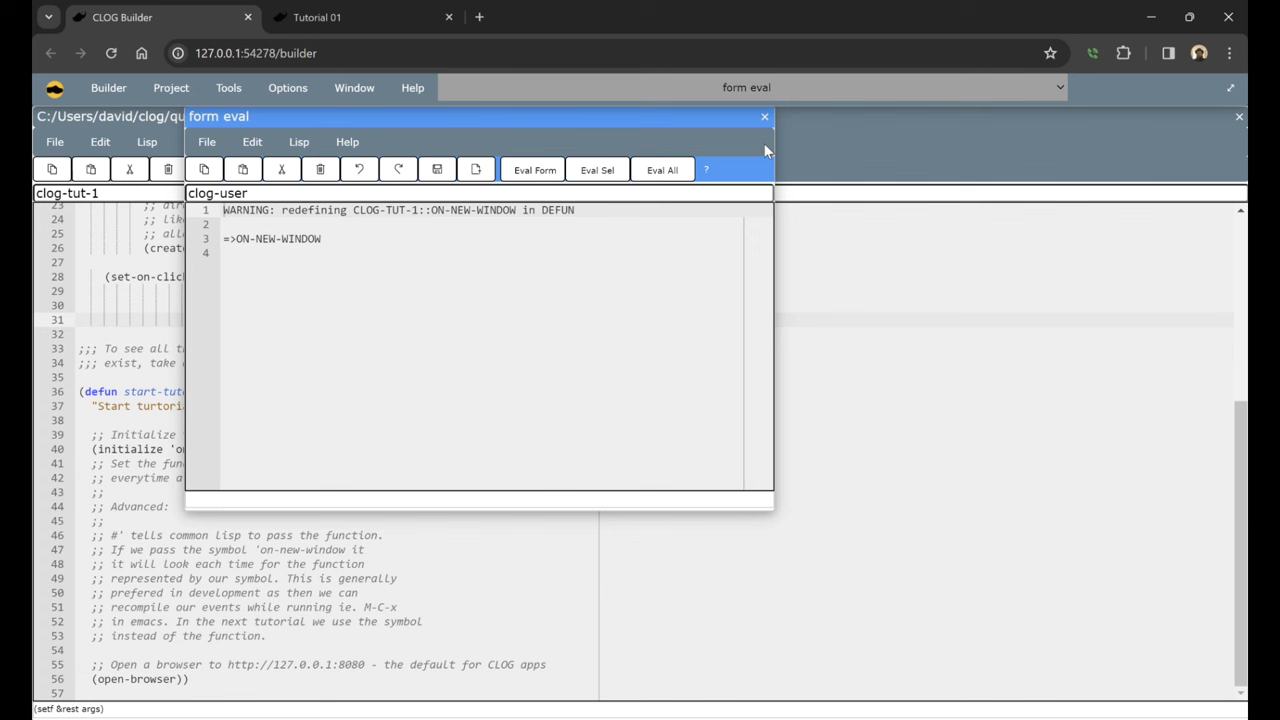 CLOG Builder
Tutorial 01
127.0.0.1:54278/builder
Builder Project Tools Options Window Help form eval
C:/Users/david/clog/qu
File Edit Lisp
clog-tut-1
form eval
File Edit Lisp Help
Eval Form Eval Sel Eval All ?
clog-user
1 WARNING: redefining CLOG-TUT-1::ON-NEW-WINDOW in DEFUN
2
3 =>ON-NEW-WINDOW
4
23 ;; dir
24 ;; like
25 ;; all
26 (creat
27
28 (set-on-clic
29
30
31
32
33 ;;; To see all t
34 ;;; exist, take
35
36 (defun start-tut
37 "Start turtoria
38
39 ;; Initialize
40 (initialize 'on
41 ;; Set the fun
42 ;; everytime a
43 ;;
44 ;; Advanced:
45 ;;
46 ;; #' tells common lisp to pass the function.
47 ;; If we pass the symbol 'on-new-window it
48 ;; it will look each time for the function
49 ;; represented by our symbol. This is generally
50 ;; prefered in development as then we can
51 ;; recompile our events while running ie. M-C-x
52 ;; in emacs. In the next tutorial we use the symbol
53 ;; instead of the function.
54
55 ;; Open a browser to http://127.0.0.1:8080 - the default for CLOG apps
56 (open-browser))
57
(setf &rest args)